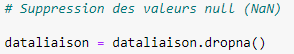 # Suppression des valeurs null (NaN)
dataliaison = dataliaison.dropna()